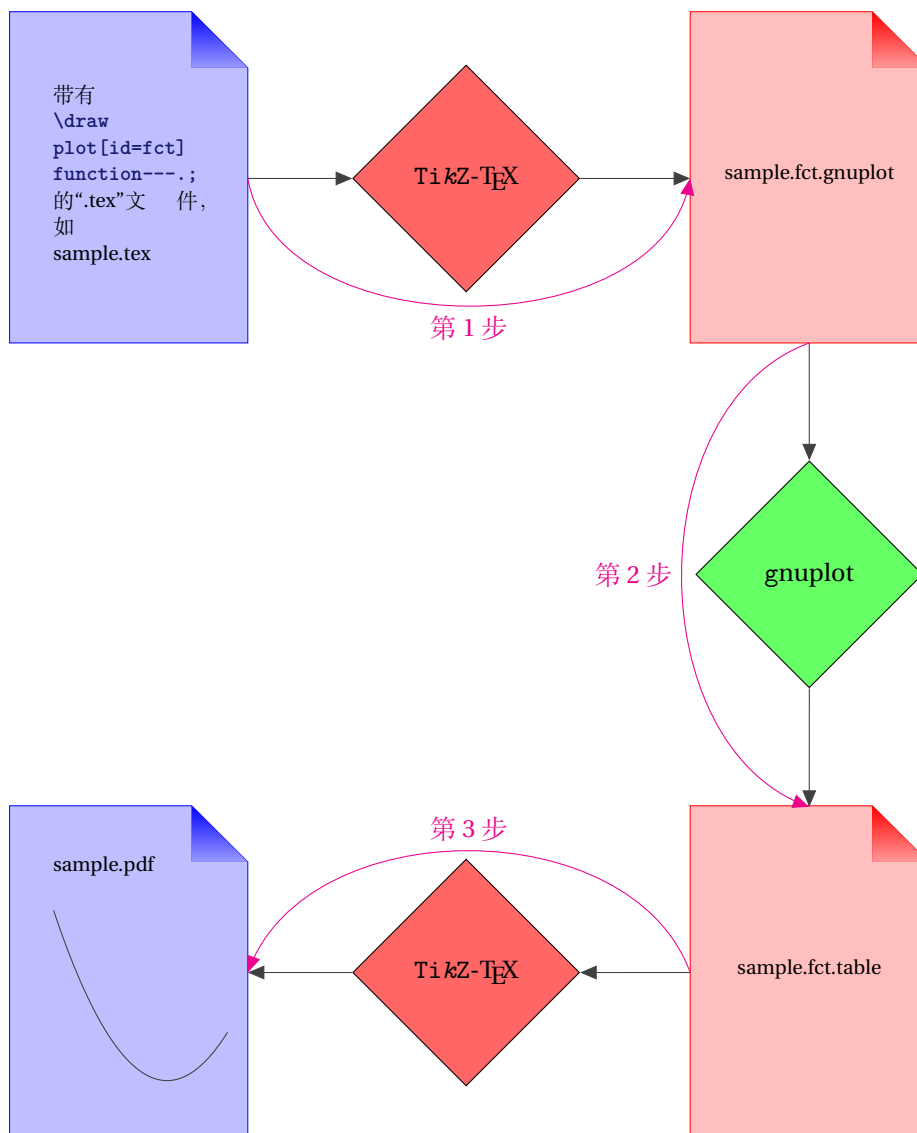 带有
\draw
plot[id=fct]
function---.;
的“.tex”文 件,
如
sample.tex
TikZ-TEX
sample.fct.gnuplot
第 1 步
第 2 步
gnuplot
第 3 步
sample.pdf
TikZ-TEX
sample.fct.table